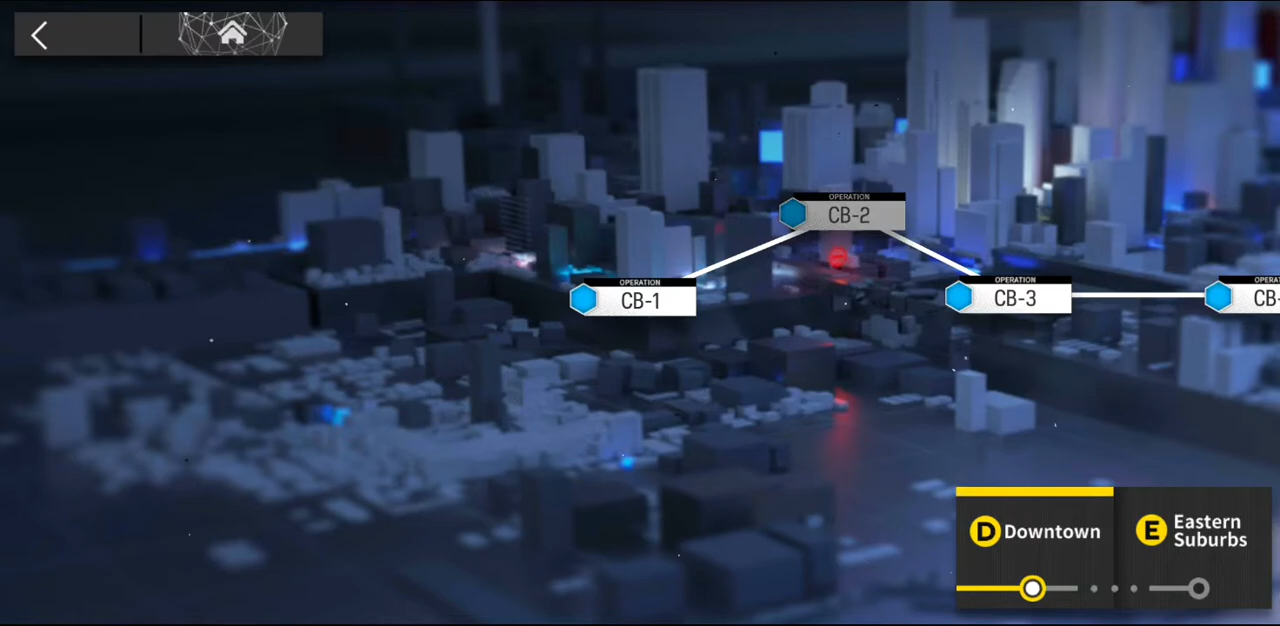 OPERATION
CB-2
OPERATION
CB-1
OPERATION
CB-3
D Downtown
E Eastern
Suburbs